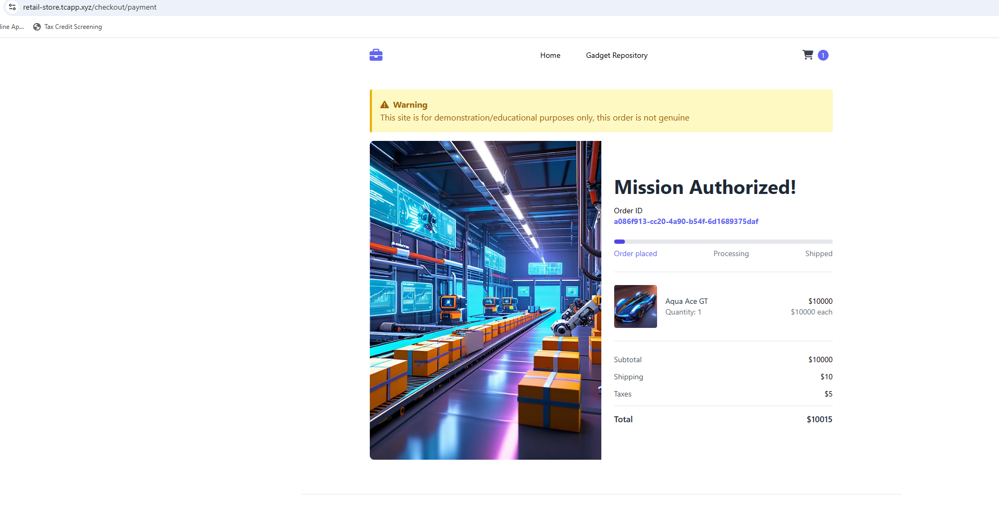 retail-store.tcapp.xyz/checkout/payment
line Ap...
Tax Credit Screening
Home
Gadget Repository
1
Warning
This site is for demonstration/educational purposes only, this order is not genuine
Mission Authorized!
Order ID
a086f913-cc20-4a90-b54f-6d1689375daf
Order placed
Processing
Shipped
Aqua Ace GT
$10000
Quantity: 1
$10000 each
Subtotal
$10000
Shipping
$10
Taxes
$5
Total
$10015